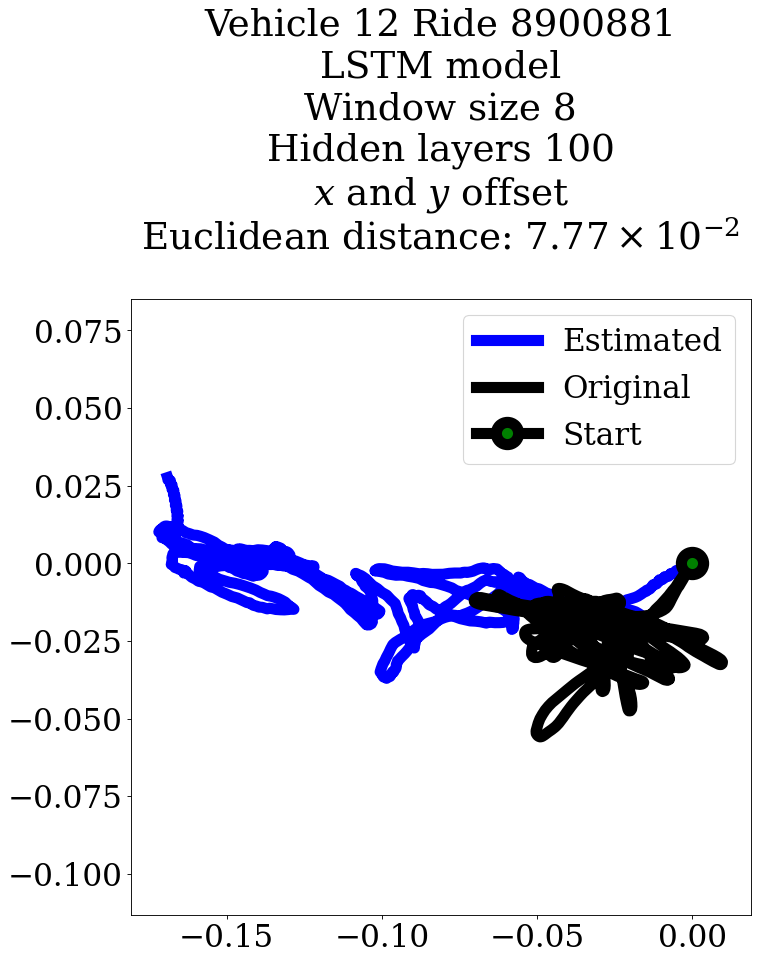 Vehicle 12 Ride 8900881
LSTM model
Window size 8
Hidden layers 100
x and y offset
Euclidean distance: 7.77 × 10⁻²
Estimated
Original
Start
0.075
0.050
0.025
0.000
−0.025
−0.050
−0.075
−0.100
−0.15
−0.10
−0.05
0.00